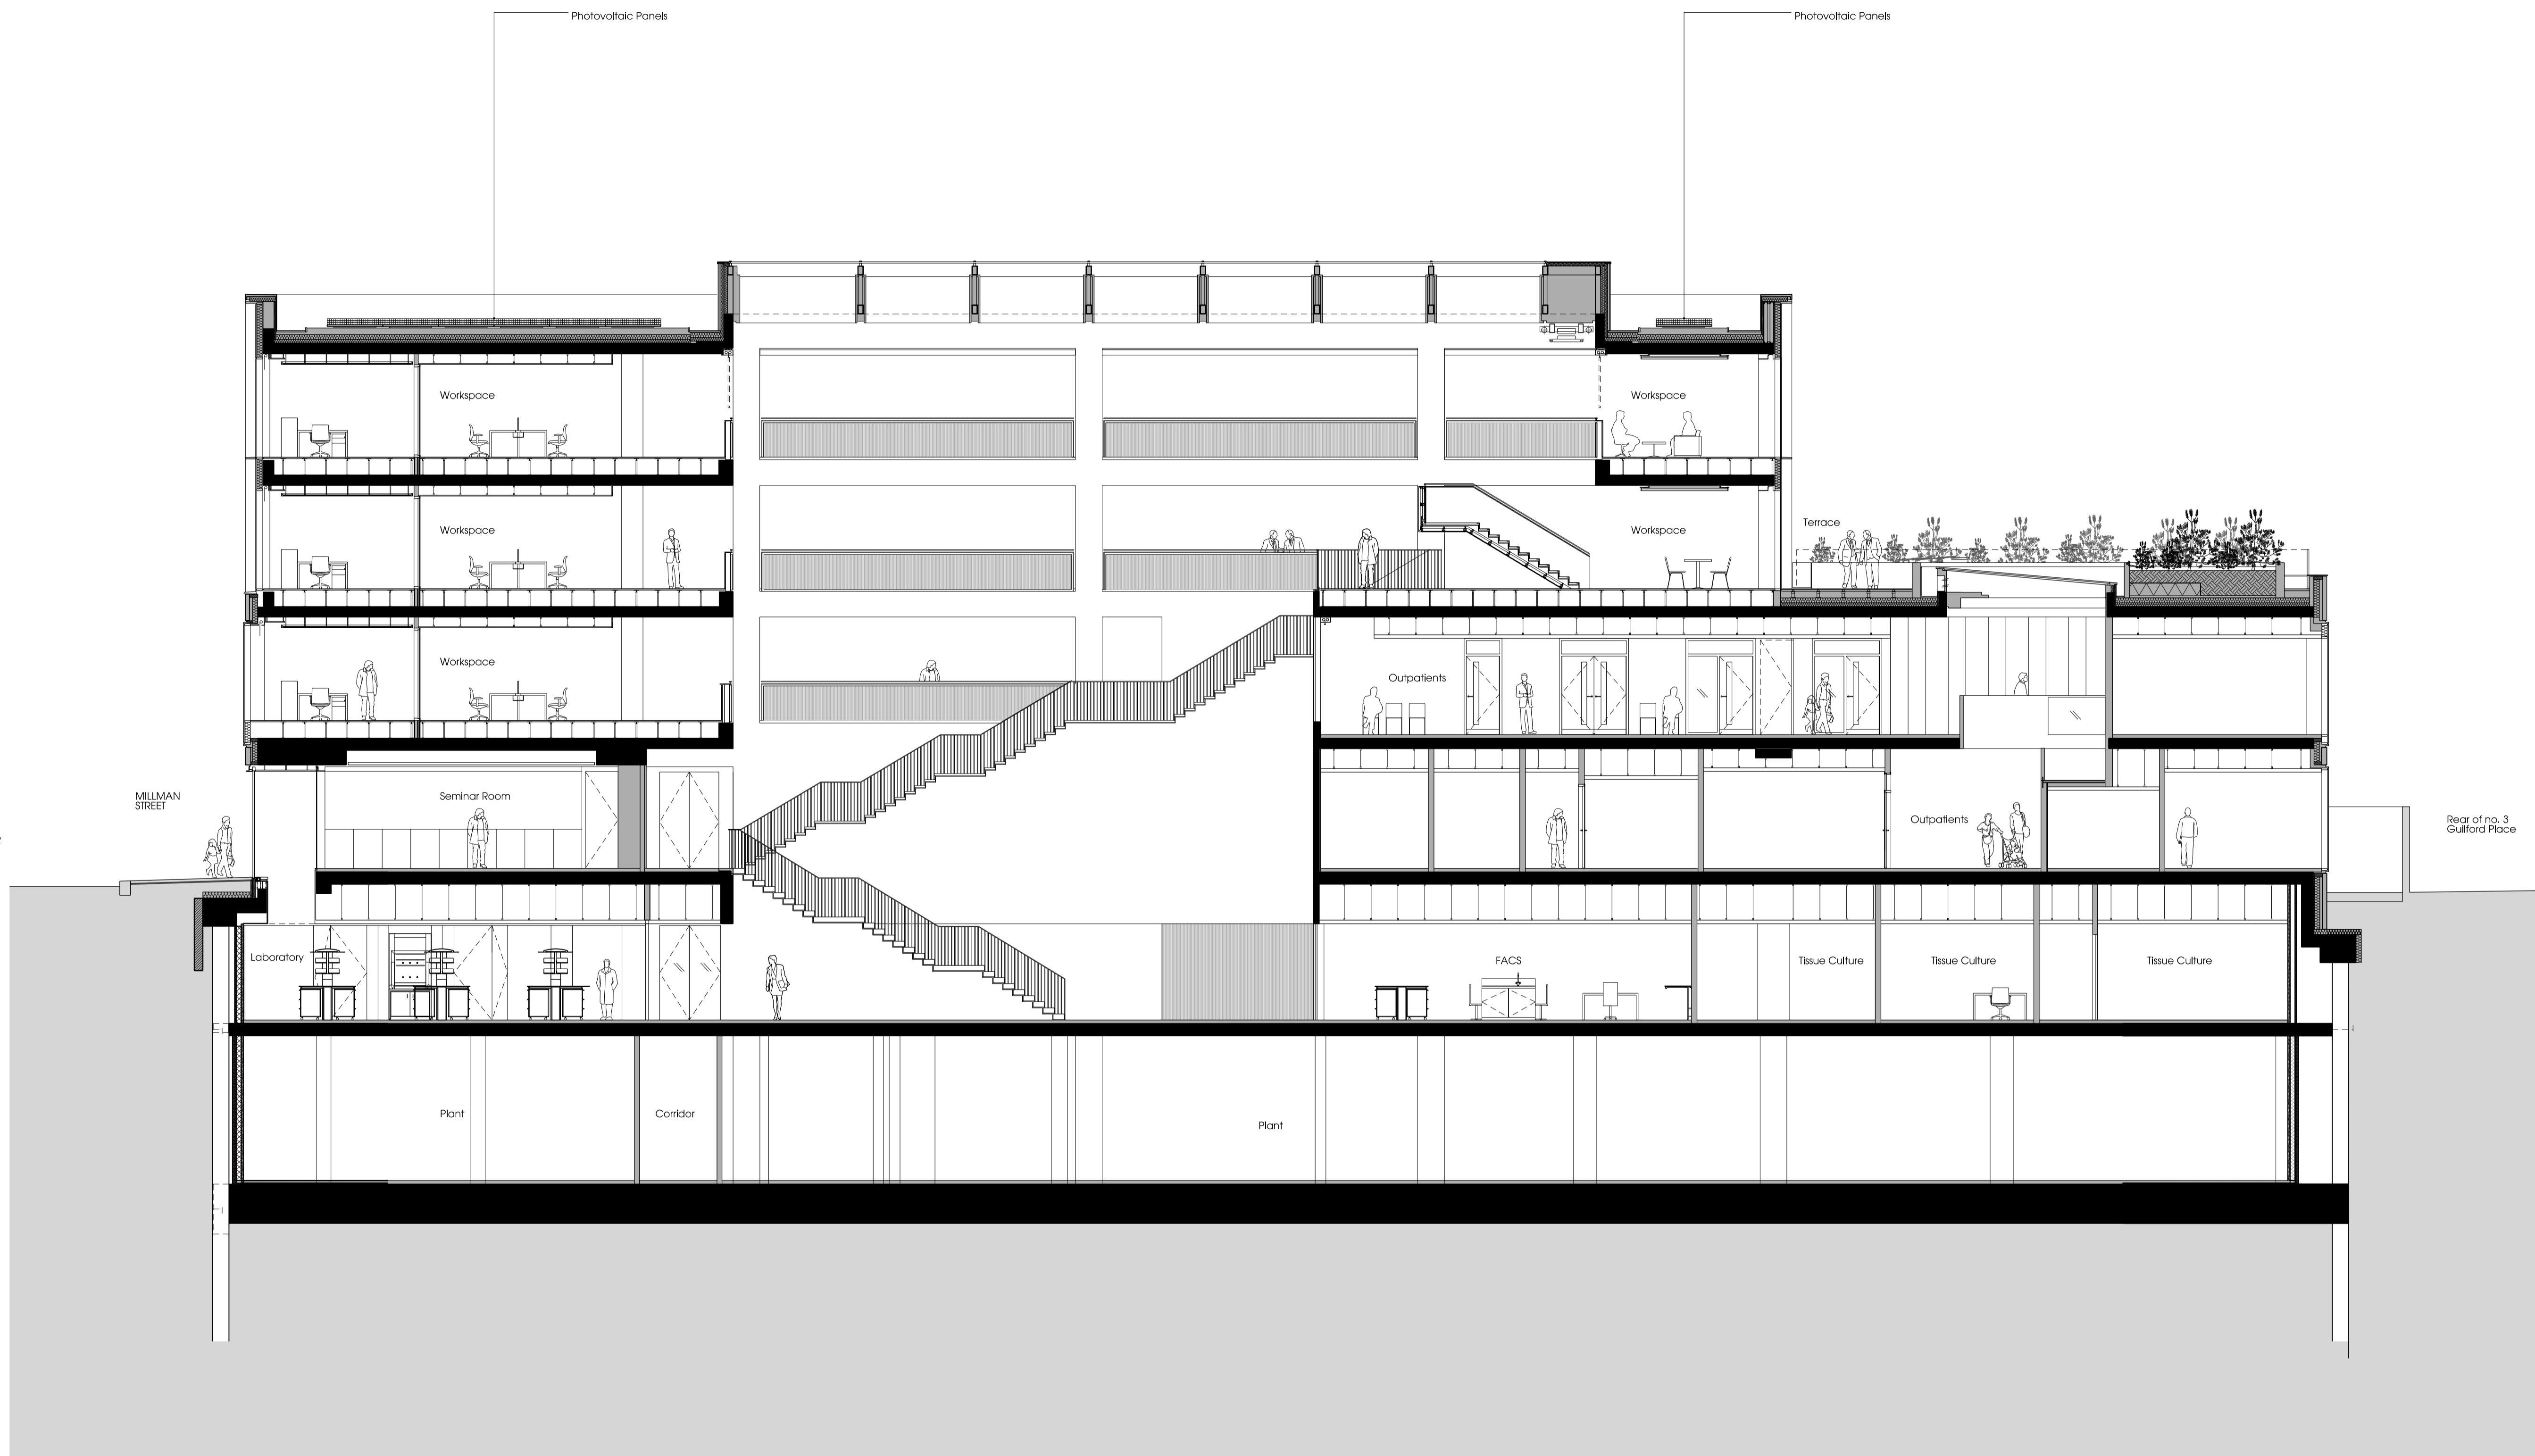 Photovoltaic Panels
Photovoltaic Panels
Workspace
Workspace
Workspace
Workspace
Terrace
Workspace
Outpatients
MILLMAN
STREET
Seminar Room
Outpatients
Rear of no. 3
Guilford Place
Laboratory
FACS
Tissue Culture
Tissue Culture
Tissue Culture
Plant
Corridor
Plant